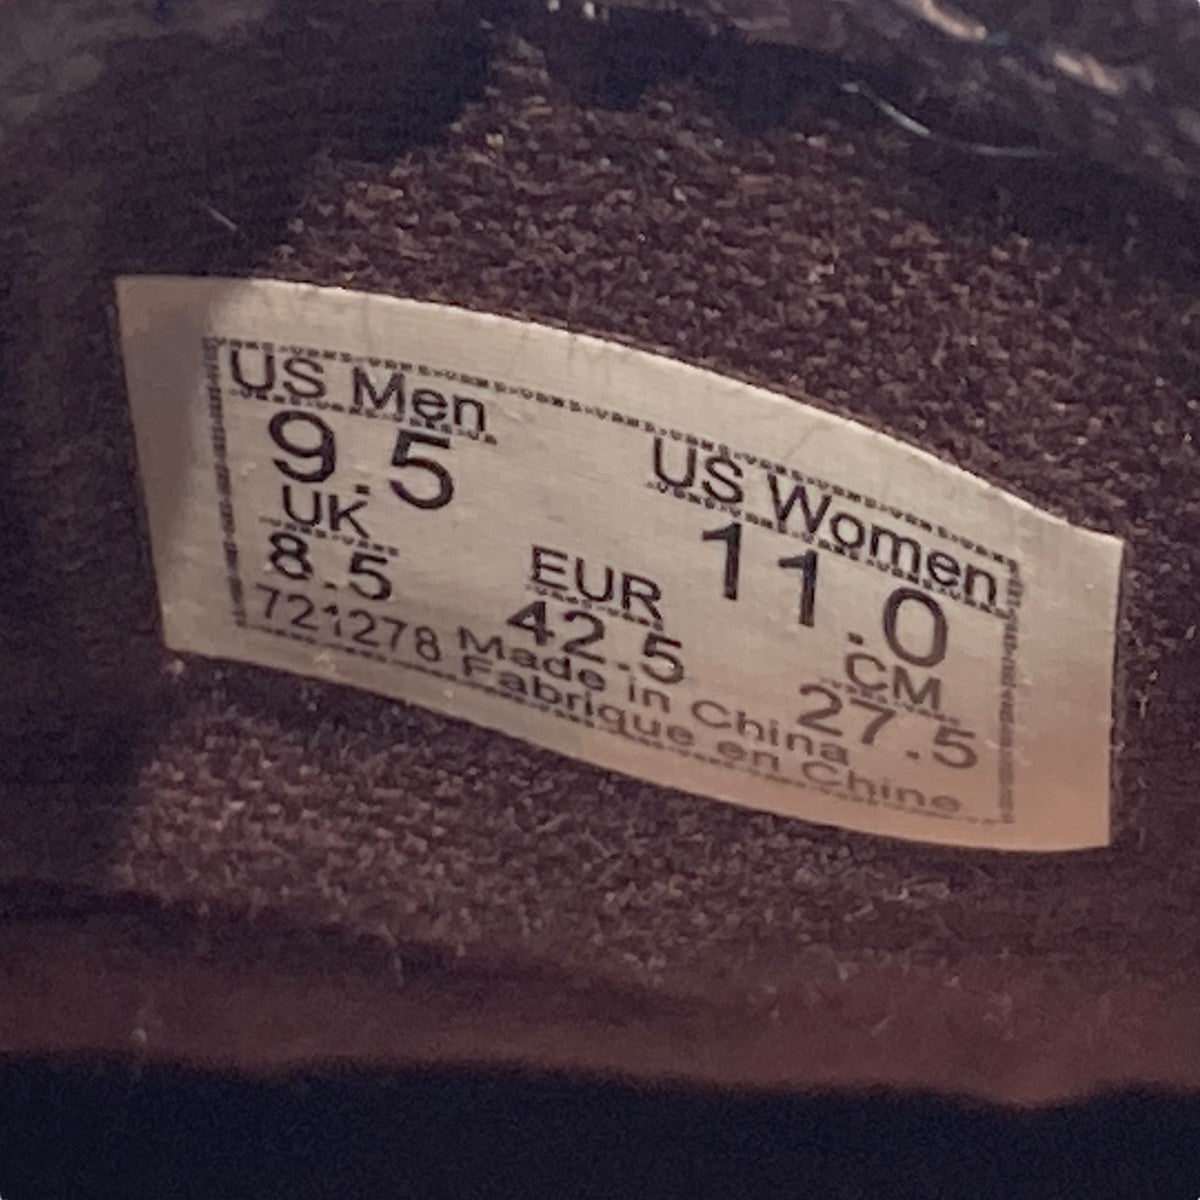 US Men
9.5
US Women
11.0
UK
8.5
EUR
42.5
CM
27.5
721278 Made in China
Fabrique en Chine